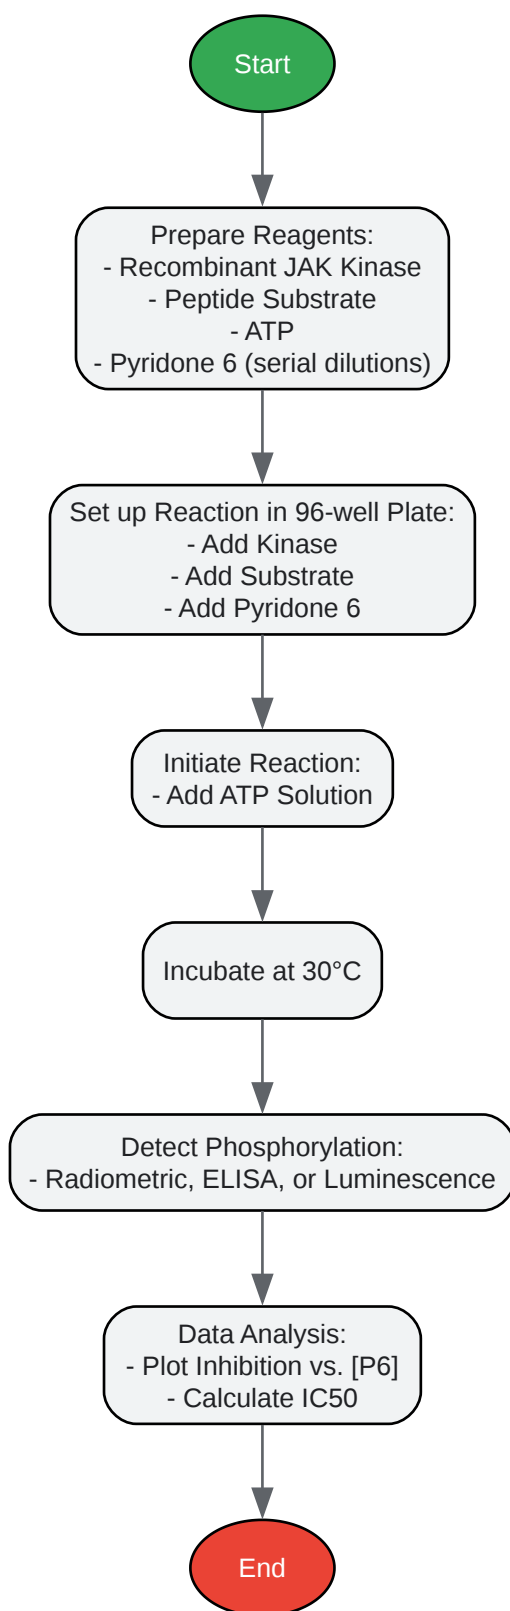 Start
Prepare Reagents:
- Recombinant JAK Kinase
- Peptide Substrate
- ATP
- Pyridone 6 (serial dilutions)
Set up Reaction in 96-well Plate:
- Add Kinase
- Add Substrate
- Add Pyridone 6
Initiate Reaction:
- Add ATP Solution
Incubate at 30°C
Detect Phosphorylation:
- Radiometric, ELISA, or Luminescence
Data Analysis:
- Plot Inhibition vs. [P6]
- Calculate IC50
End